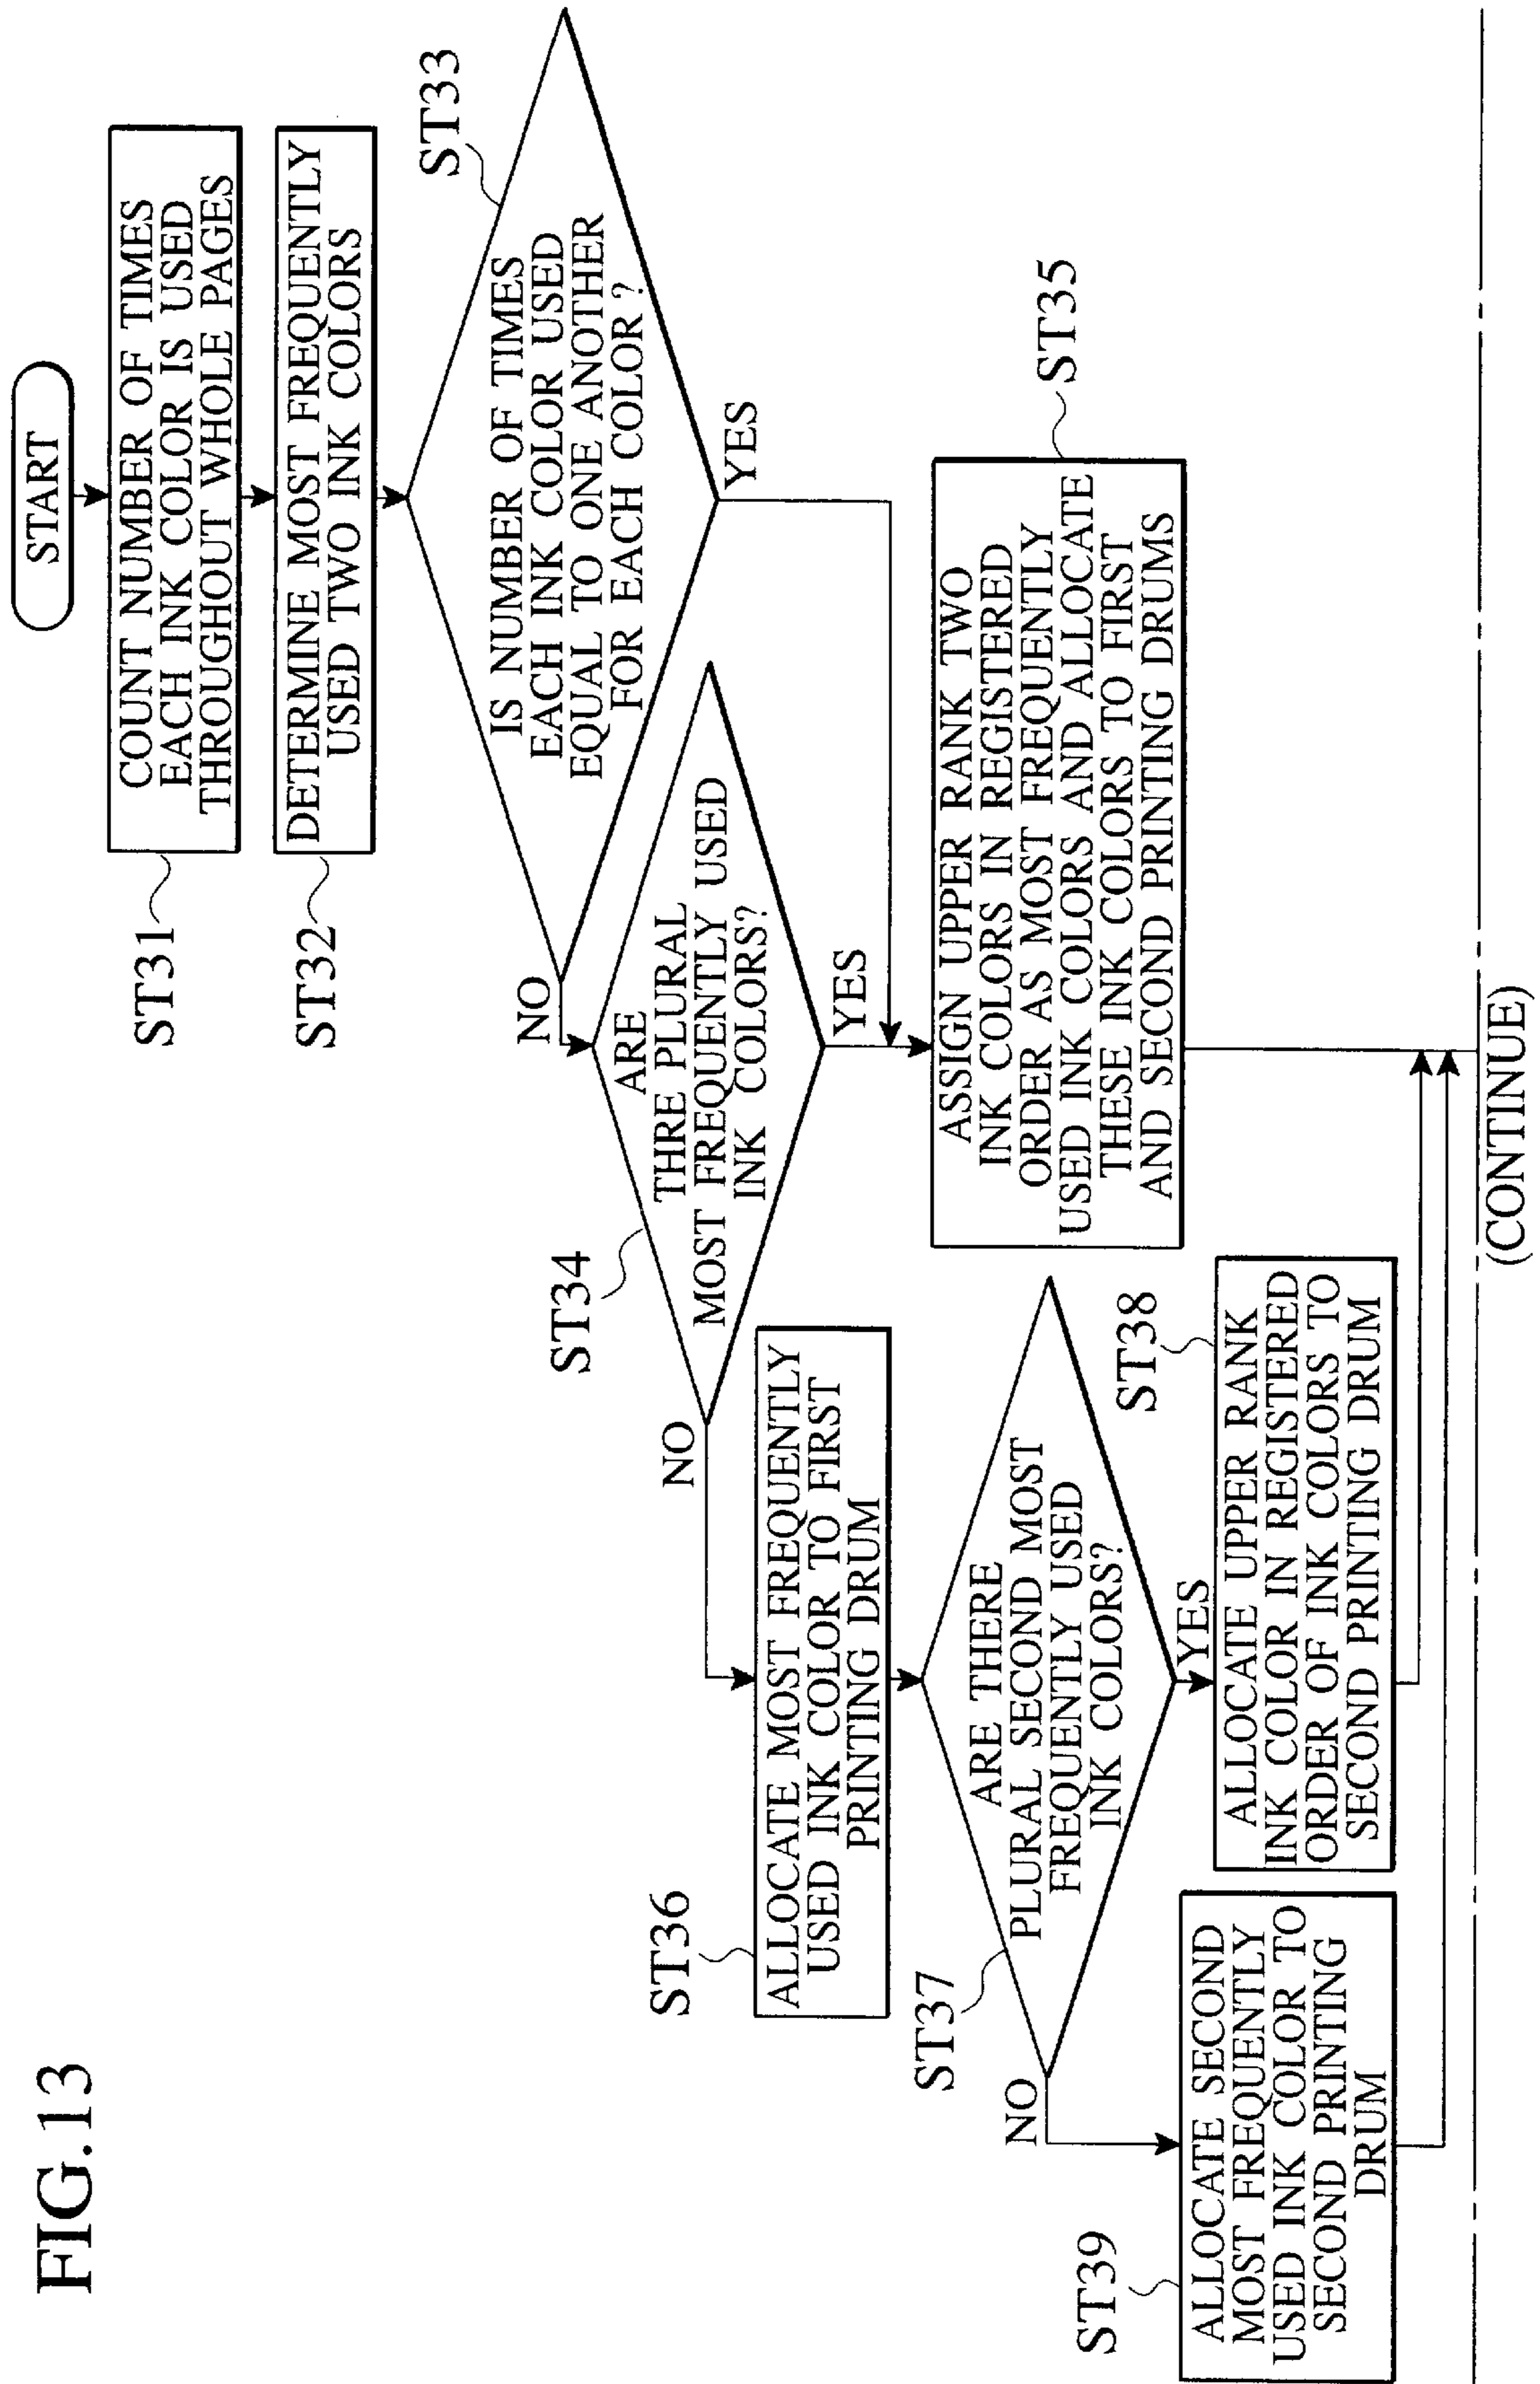 FIG.13
START
COUNT NUMBER OF TIMES
EACH INK COLOR IS USED
THROUGHOUT WHOLE PAGES
ST31
DETERMINE MOST FREQUENTLY
USED TWO INK COLORS
ST32
IS NUMBER OF TIMES
EACH INK COLOR USED
EQUAL TO ONE ANOTHER
FOR EACH COLOR ?
ST33
NO
YES
ARE
THRE PLURAL
MOST FREQUENTLY USED
INK COLORS?
ST34
NO
YES
ASSIGN UPPER RANK TWO
INK COLORS IN REGISTERED
ORDER AS MOST FREQUENTLY
USED INK COLORS AND ALLOCATE
THESE INK COLORS TO FIRST
AND SECOND PRINTING DRUMS
ST35
ALLOCATE MOST FREQUENTLY
USED INK COLOR TO FIRST
PRINTING DRUM
ST36
ARE THERE
PLURAL SECOND MOST
FREQUENTLY USED
INK COLORS?
ST37
NO
YES
ALLOCATE UPPER RANK
INK COLOR IN REGISTERED
ORDER OF INK COLORS TO
SECOND PRINTING DRUM
ST38
ALLOCATE SECOND
MOST FREQUENTLY
USED INK COLOR TO
SECOND PRINTING
DRUM
ST39
(CONTINUE)